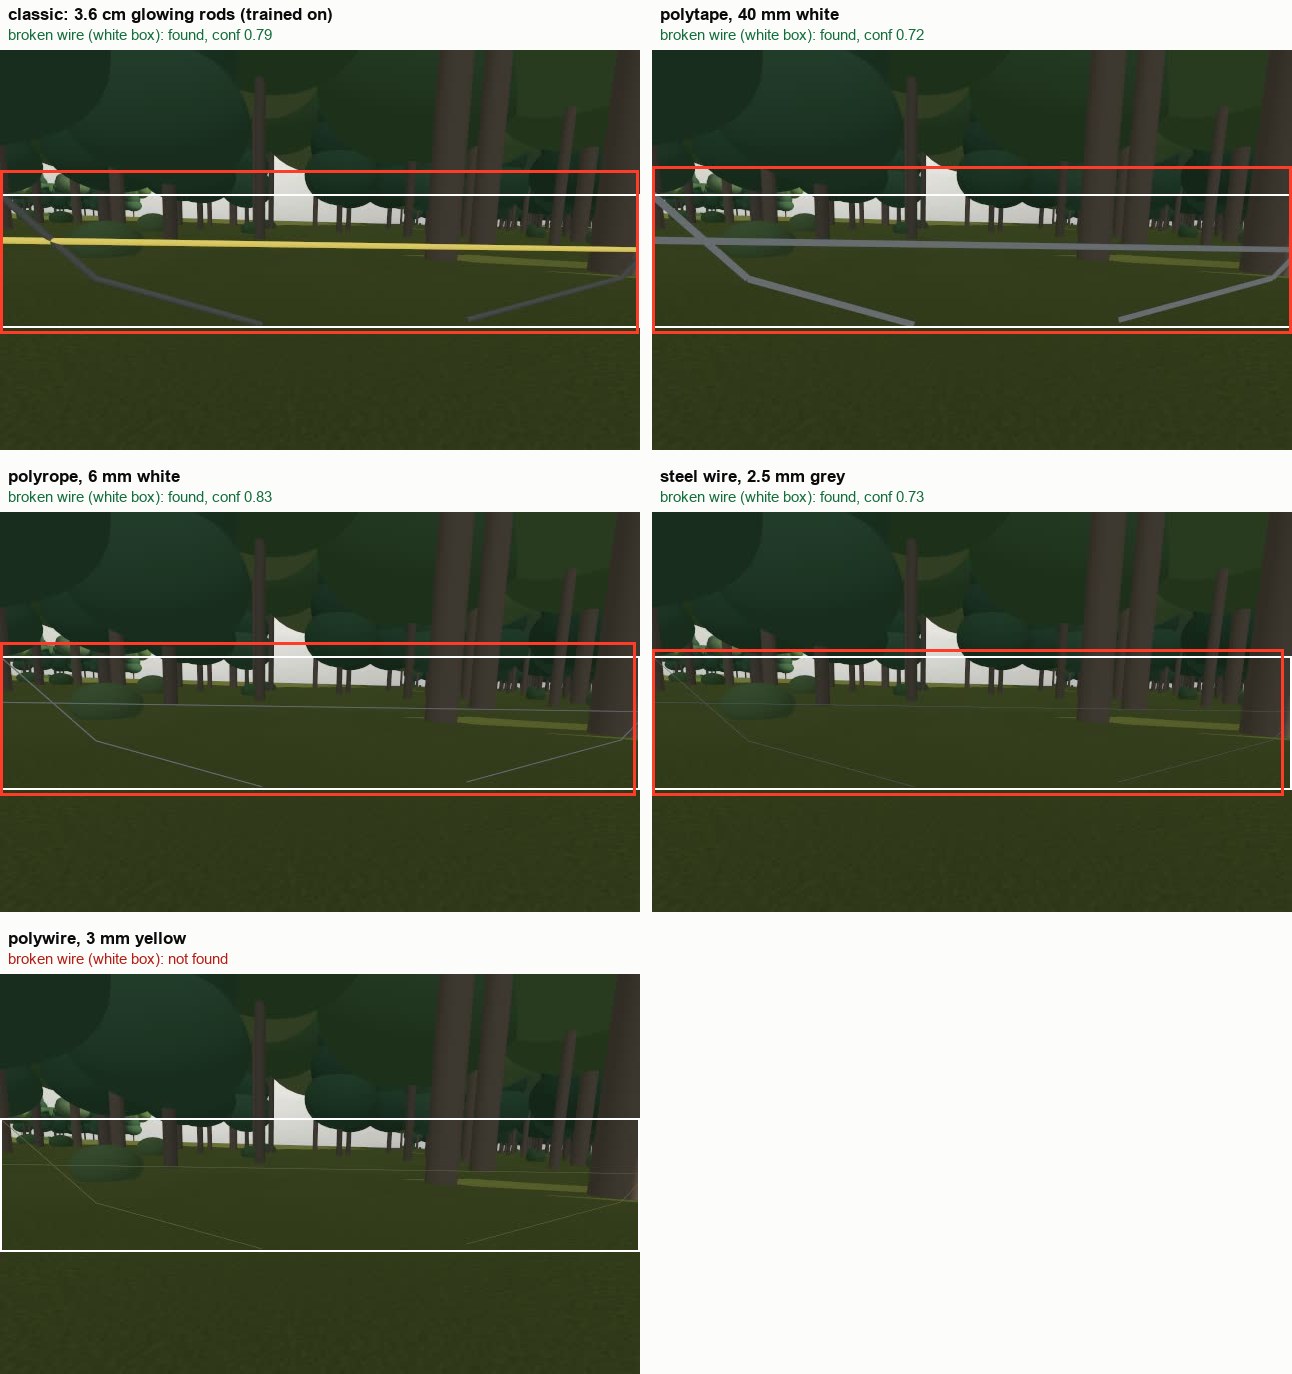 classic: 3.6 cm glowing rods (trained on)
broken wire (white box): found, conf 0.79
polytape, 40 mm white
broken wire (white box): found, conf 0.72
polyrope, 6 mm white
broken wire (white box): found, conf 0.83
steel wire, 2.5 mm grey
broken wire (white box): found, conf 0.73
polywire, 3 mm yellow
broken wire (white box): not found